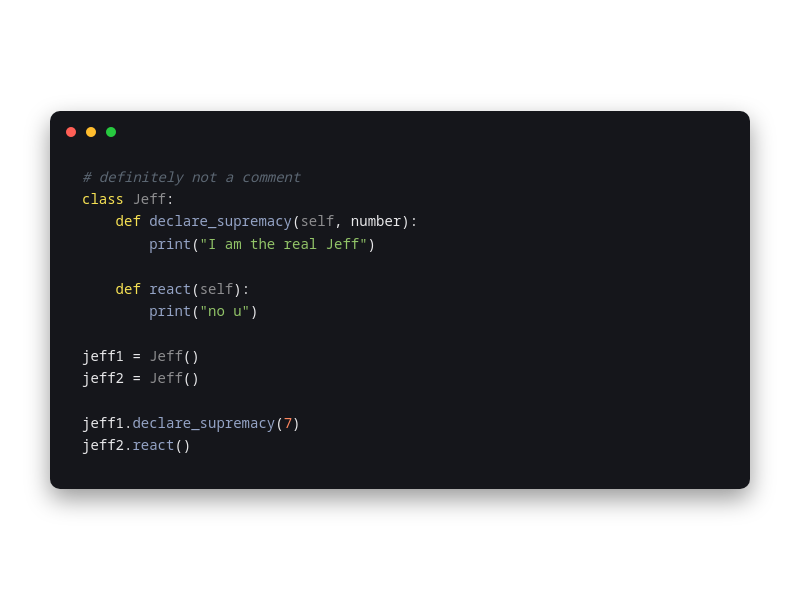 # definitely not a comment
class Jeff:
    def declare_supremacy(self, number):
        print("I am the real Jeff")

    def react(self):
        print("no u")

jeff1 = Jeff()
jeff2 = Jeff()

jeff1.declare_supremacy(7)
jeff2.react()